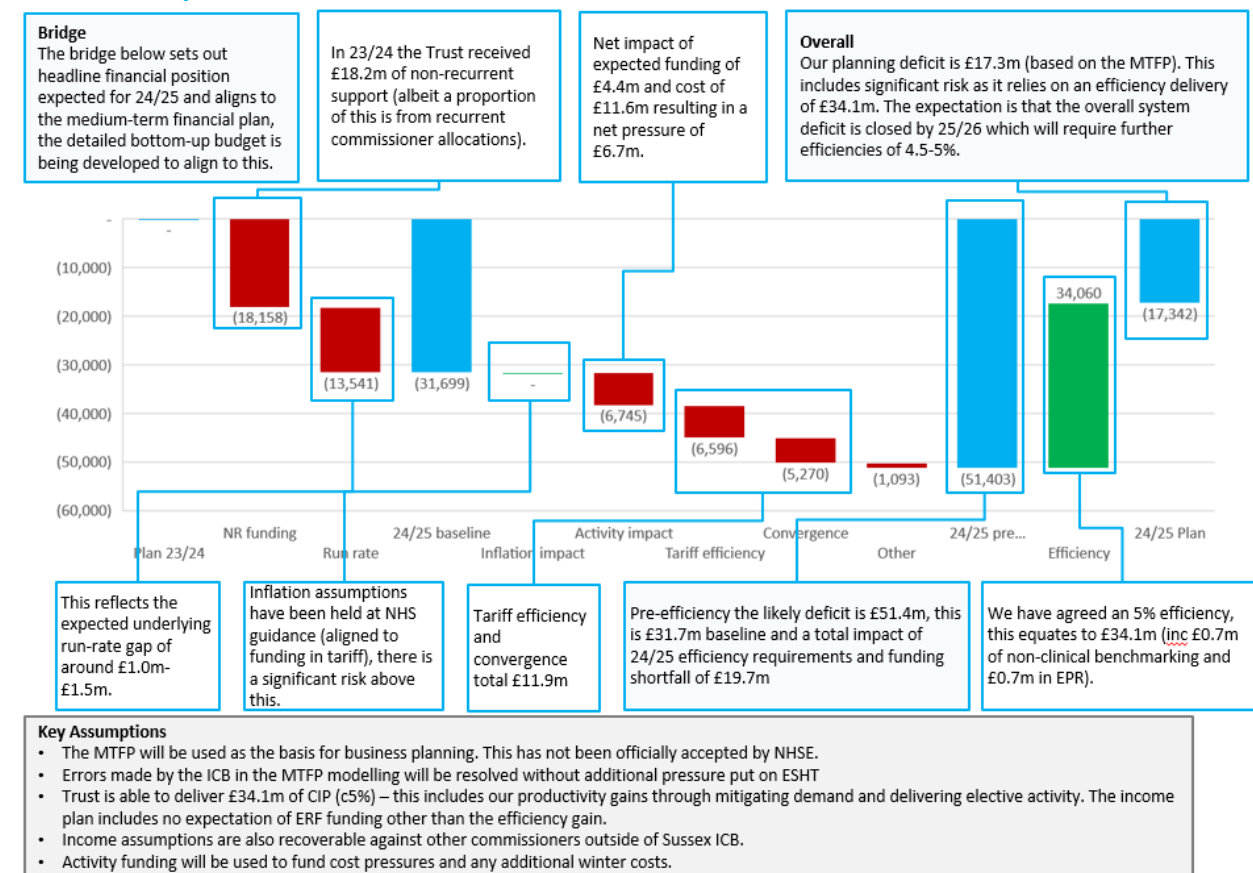 Bridge
The bridge below sets out
headline financial position
expected for 24/25 and aligns to
the medium-term financial plan,
the detailed bottom-up budget is
being developed to align to this.
In 23/24 the Trust received
£18.2m of non-recurrent
support (albeit a proportion
of this is from recurrent
commissioner allocations).
Net impact of
expected funding of
£4.4m and cost of
£11.6m resulting in a
net pressure of
£6.7m.
Overall
Our planning deficit is £17.3m (based on the MTFP). This
includes significant risk as it relies on an efficiency delivery
of £34.1m. The expectation is that the overall system
deficit is closed by 25/26 which will require further
efficiencies of 4.5-5%.
-
(10,000)
(20,000)
(30,000)
(40,000)
(50,000)
(60,000)
-
(18,158)
(13,541)
(31,699)
-
(6,745)
(6,596)
(5,270)
(1,093)
(51,403)
34,060
(17,342)
Plan 23/24
NR funding
Run rate
24/25 baseline
Inflation impact
Activity impact
Tariff efficiency
Convergence
Other
24/25 pre...
Efficiency
24/25 Plan
This reflects the
expected underlying
run-rate gap of
around £1.0m-
£1.5m.
Inflation assumptions
have been held at NHS
guidance (aligned to
funding in tariff), there is
a significant risk above
this.
Tariff efficiency
and
convergence
total £11.9m
Pre-efficiency the likely deficit is £51.4m, this
is £31.7m baseline and a total impact of
24/25 efficiency requirements and funding
shortfall of £19.7m
We have agreed an 5% efficiency,
this equates to £34.1m (inc £0.7m
of non-clinical benchmarking and
£0.7m in EPR).
Key Assumptions
• The MTFP will be used as the basis for business planning. This has not been officially accepted by NHSE.
• Errors made by the ICB in the MTFP modelling will be resolved without additional pressure put on ESHT
• Trust is able to deliver £34.1m of CIP (c5%) – this includes our productivity gains through mitigating demand and delivering elective activity. The income
plan includes no expectation of ERF funding other than the efficiency gain.
• Income assumptions are also recoverable against other commissioners outside of Sussex ICB.
• Activity funding will be used to fund cost pressures and any additional winter costs.